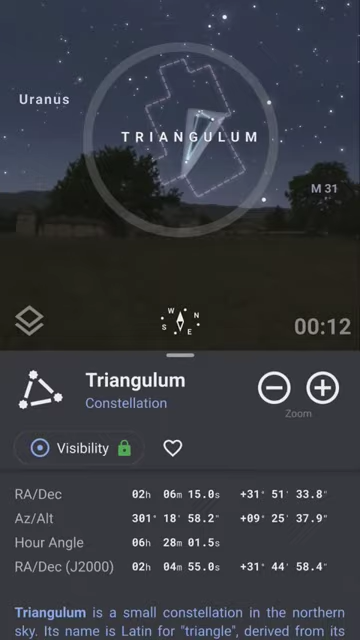 Uranus
TRIANGULUM
M 31
W N
S E
00:12
Triangulum
Constellation
Zoom
Visibility
RA/Dec 02h 06m 15.0s +31° 51' 33.8"
Az/Alt 301° 18' 58.2" +09° 25' 37.9"
Hour Angle 06h 28m 01.5s
RA/Dec (J2000) 02h 04m 55.0s +31° 44' 58.4"
Triangulum is a small constellation in the northern
sky. Its name is Latin for "triangle", derived from its